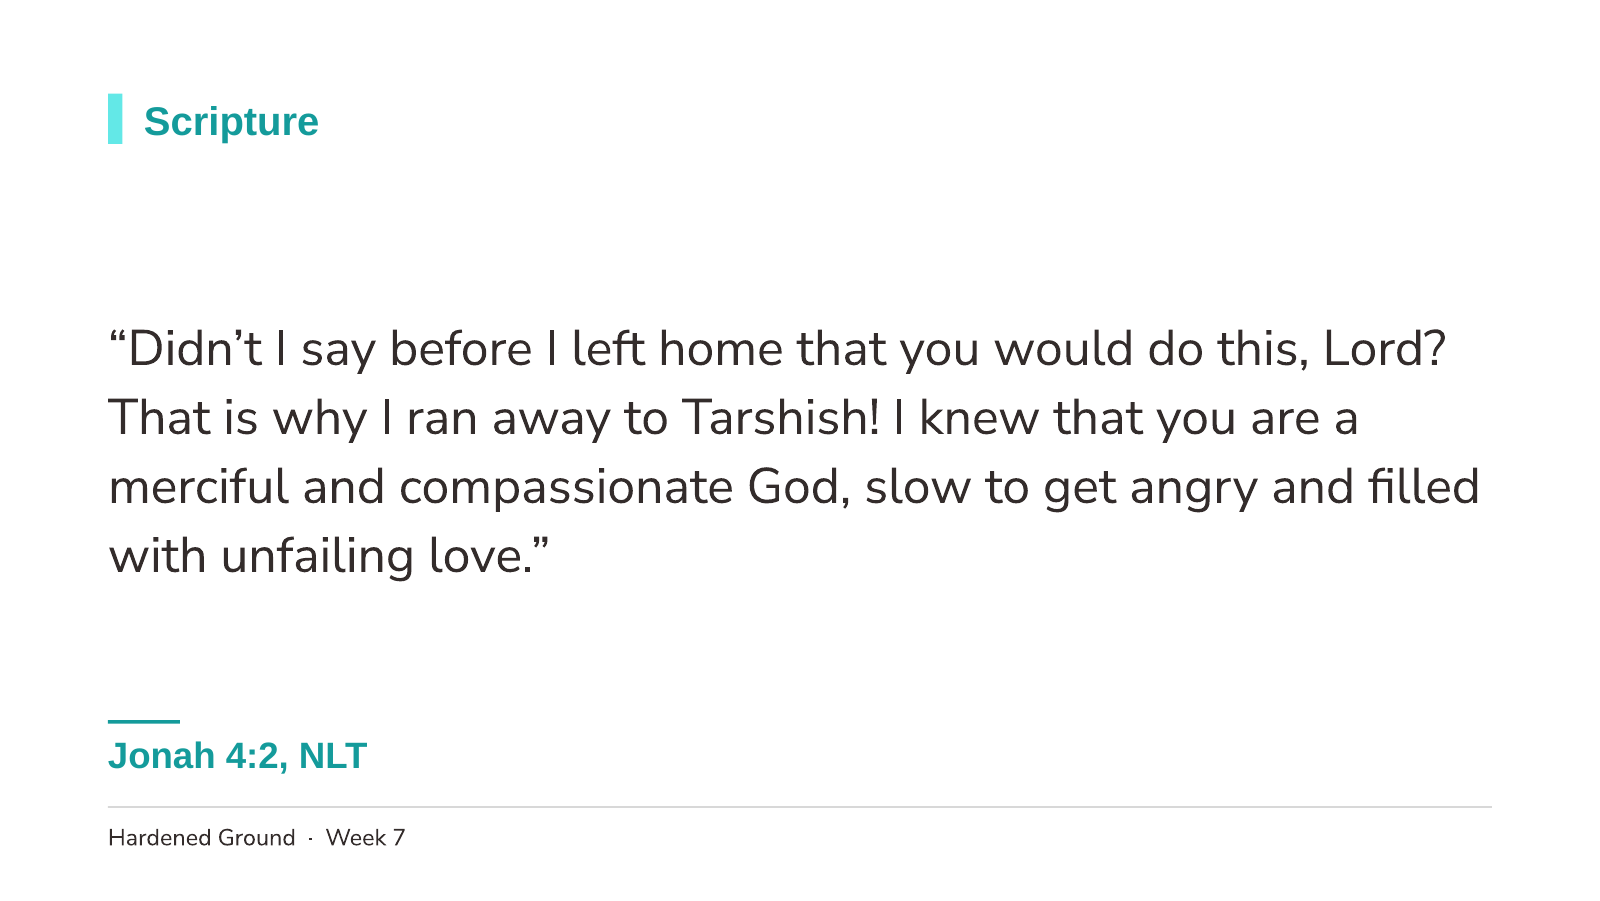 Scripture
“Didn’t I say before I left home that you would do this, Lord?
That is why I ran away to Tarshish! I knew that you are a
merciful and compassionate God, slow to get angry and filled
with unfailing love.”
Jonah 4:2, NLT
Hardened Ground · Week 7